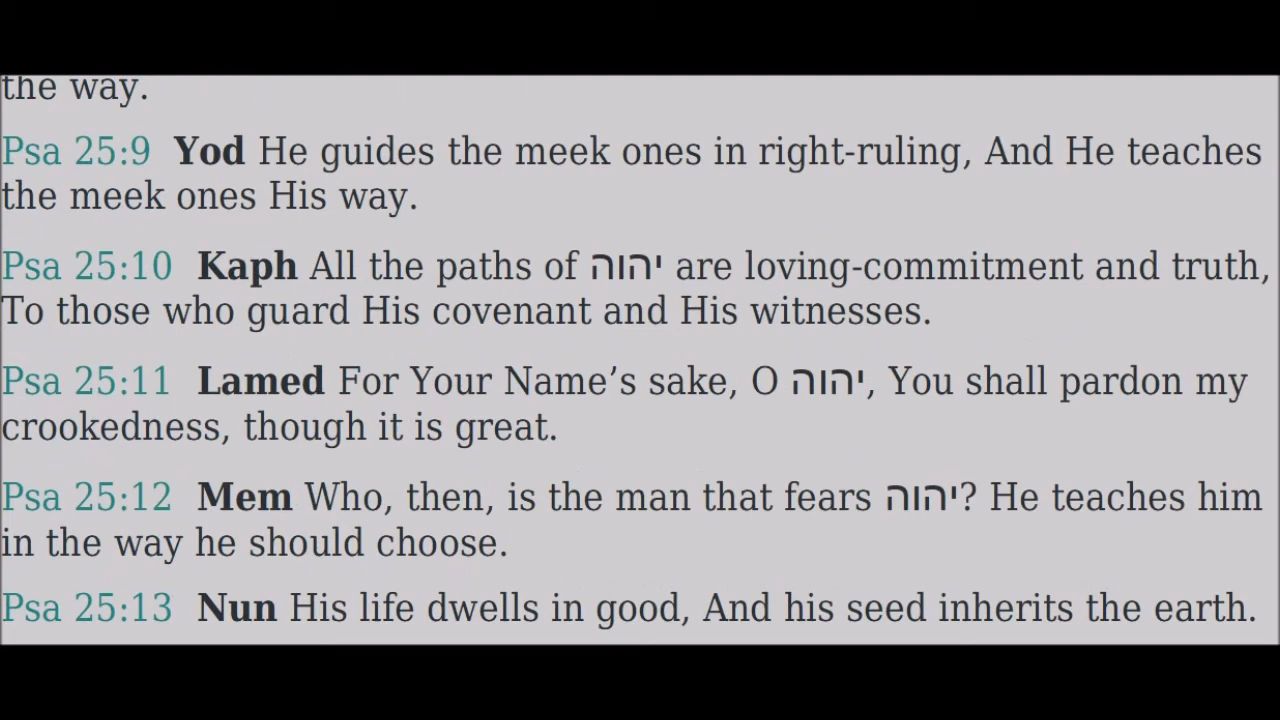 the way.
Psa 25:9 Yod He guides the meek ones in right-ruling, And He teaches
the meek ones His way.
Psa 25:10 Kaph All the paths of יהוה are loving-commitment and truth,
To those who guard His covenant and His witnesses.
Psa 25:11 Lamed For Your Name’s sake, O יהוה, You shall pardon my
crookedness, though it is great.
Psa 25:12 Mem Who, then, is the man that fears יהוה? He teaches him
in the way he should choose.
Psa 25:13 Nun His life dwells in good, And his seed inherits the earth.